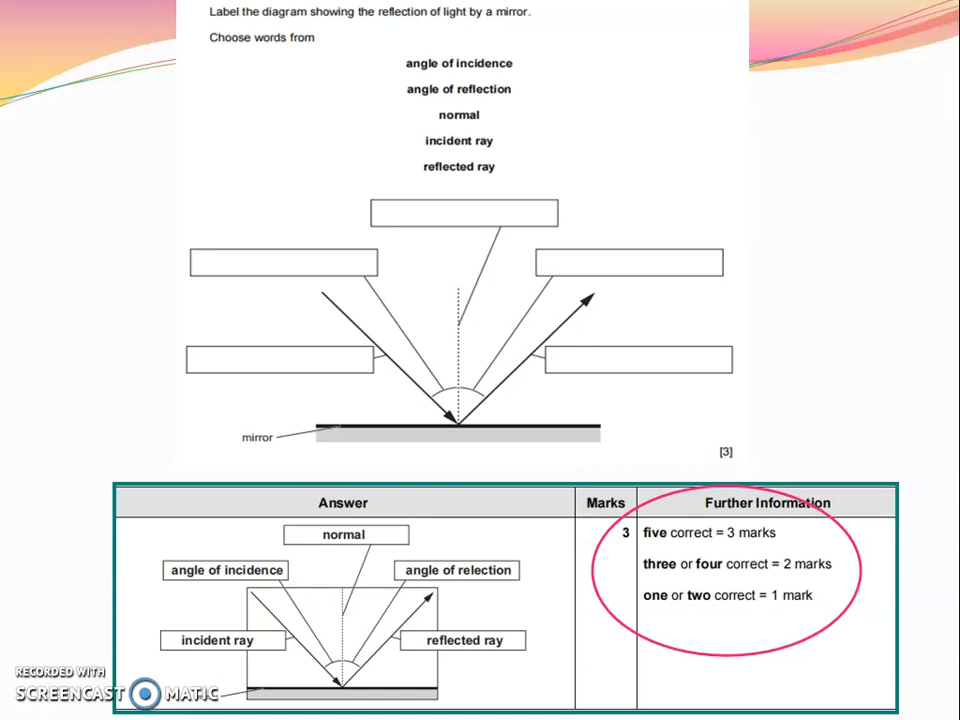 Label the diagram showing the reflection of light by a mirror.
Choose words from
angle of incidence
angle of reflection
normal
incident ray
reflected ray
mirror
[3]
Answer
Marks
Further Information
normal
angle of incidence
angle of relection
incident ray
reflected ray
3
five correct = 3 marks
three or four correct = 2 marks
one or two correct = 1 mark
RECORDED WITH
SCREENCAST MATIC